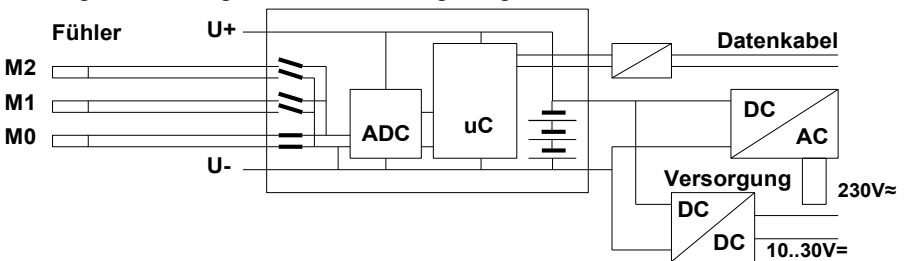 Fühler
U+
Datenkabel
M2
M1
M0
ADC
uC
DC
AC
U-
Versorgung
230V≈
DC
DC
10..30V=